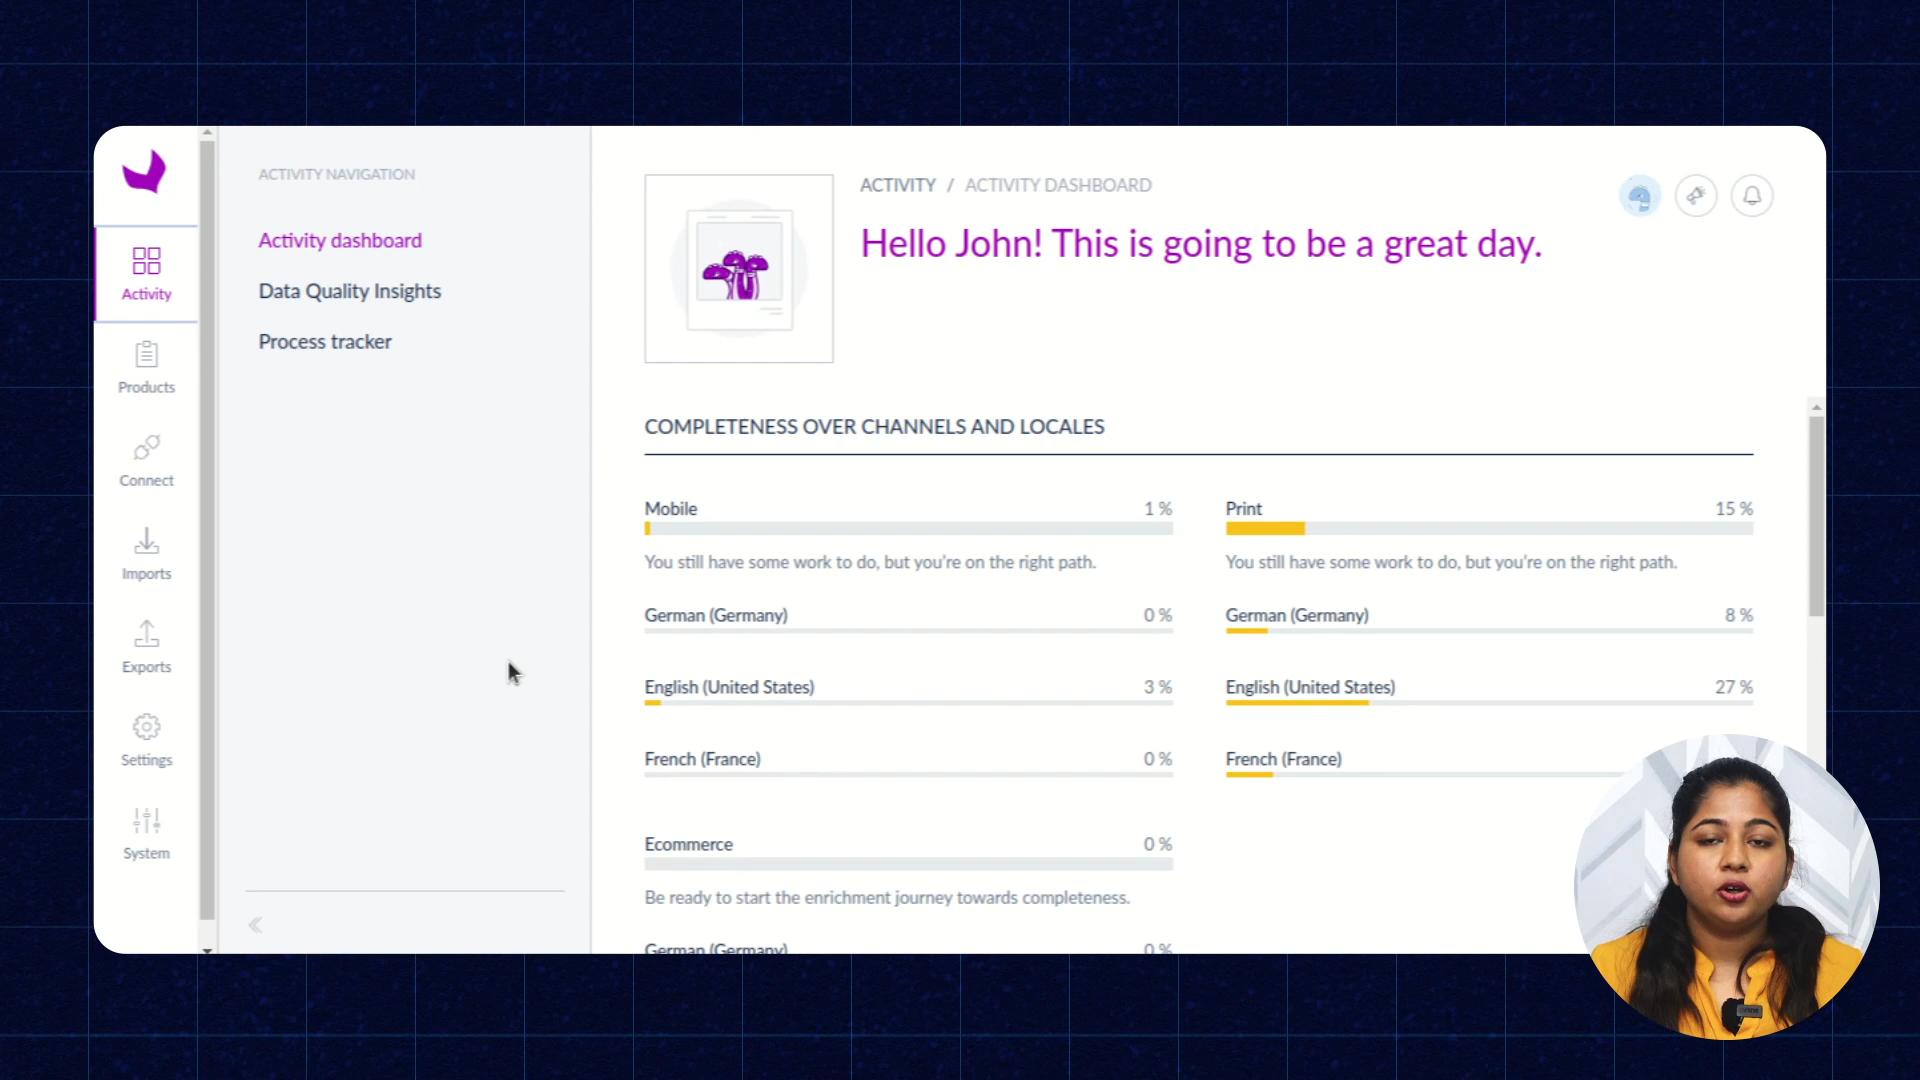 Activity
Products
Connect
Imports
Exports
Settings
System
ACTIVITY NAVIGATION
Activity dashboard
Data Quality Insights
Process tracker
ACTIVITY / ACTIVITY DASHBOARD
Hello John! This is going to be a great day.
COMPLETENESS OVER CHANNELS AND LOCALES
Mobile 1 %
You still have some work to do, but you're on the right path.
German (Germany) 0 %
English (United States) 3 %
French (France) 0 %
Print 15 %
You still have some work to do, but you're on the right path.
German (Germany) 8 %
English (United States) 27 %
French (France)
Ecommerce 0 %
Be ready to start the enrichment journey towards completeness.
German (Germany) 0 %